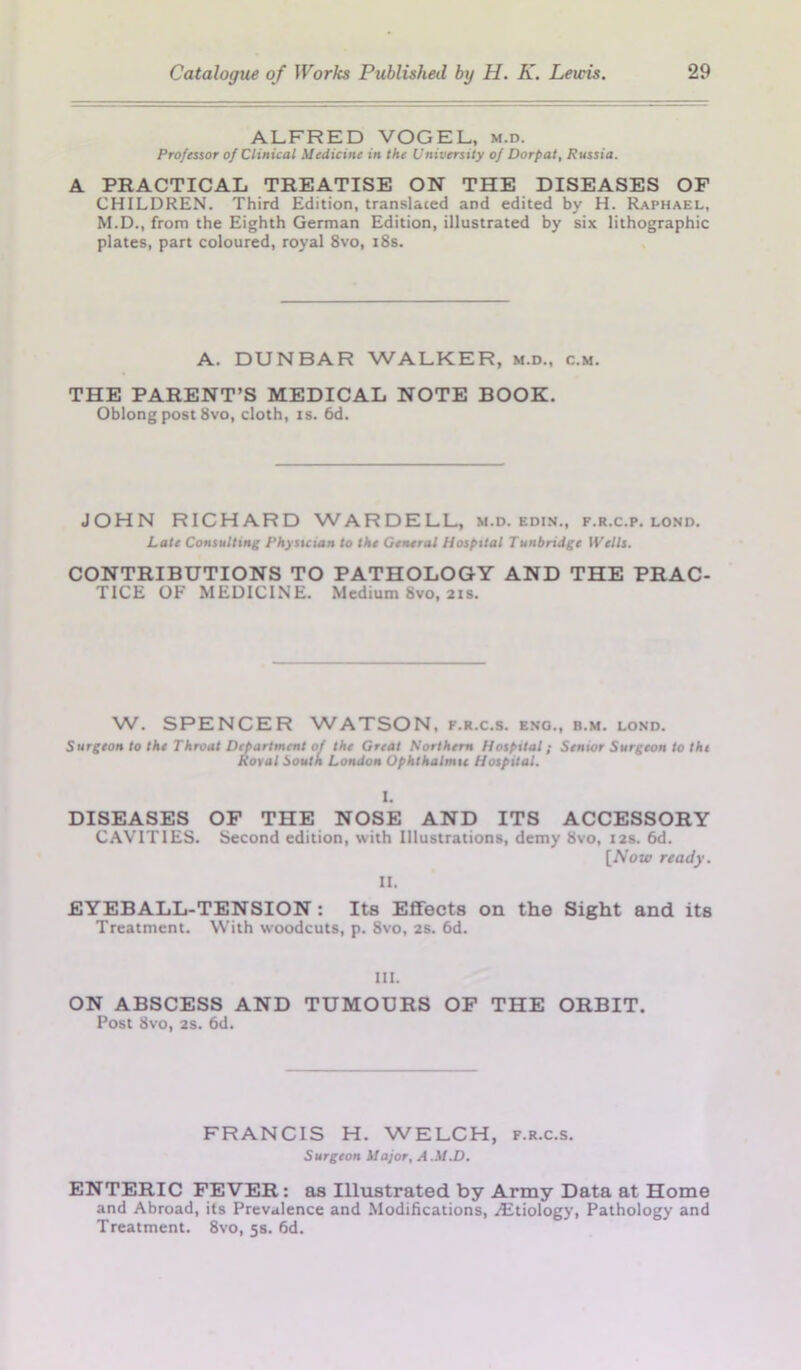 Catalogue of Works Published by H. K. Lewis. 29
ALFRED VOGEL, M.D.
Professor of Clinical Medicine in the University of Dorpat, Russia.
A PRACTICAL TREATISE ON THE DISEASES OF
CHILDREN. Third Edition, translated and edited by H. RAPHAEL,
M.D., from the Eighth German Edition, illustrated by six lithographic
plates, part coloured, royal 8vo, 18s.
A. DUNBAR WALKER, M.D., C.M.
THE PARENT'S MEDICAL NOTE BOOK.
Oblong post 8vo, cloth, 1s. 6d.
JOHN RICHARD WARDELL, M.D. EDIN., F.R.C.P. LOND.
Late Consulting Physician to the General Hospital Tunbridge Wells.
CONTRIBUTIONS TO PATHOLOGY AND THE PRAC-
TICE OF MEDICINE. Medium 8vo, 21s.
W. SPENCER WATSON, F.R.C.S. ENG., B.M. LOND.
Surgeon to the Throat Department of the Great Northern Hospital; Senior Surgeon to the
Royal South London Ophthalmic Hospital.
I.
DISEASES OF THE NOSE AND ITS ACCESSORY
CAVITIES. Second edition, with Illustrations, demy 8vo, 12s. 6d.
[Now ready.
II.
EYEBALL-TENSION: Its Effects on the Sight and its
Treatment. With woodcuts, p. 8vo, 2s. 6d.
III.
ON ABSCESS AND TUMOURS OF THE ORBIT.
Post 8vo, 2s. 6d.
FRANCIS H. WELCH, F.R.C.S.
Surgeon Major, A.M.D.
ENTERIC FEVER: as Illustrated by Army Data at Home
and Abroad, its Prevalence and Modifications, Ætiology, Pathology and
Treatment. 8vo, 5s. 6d.